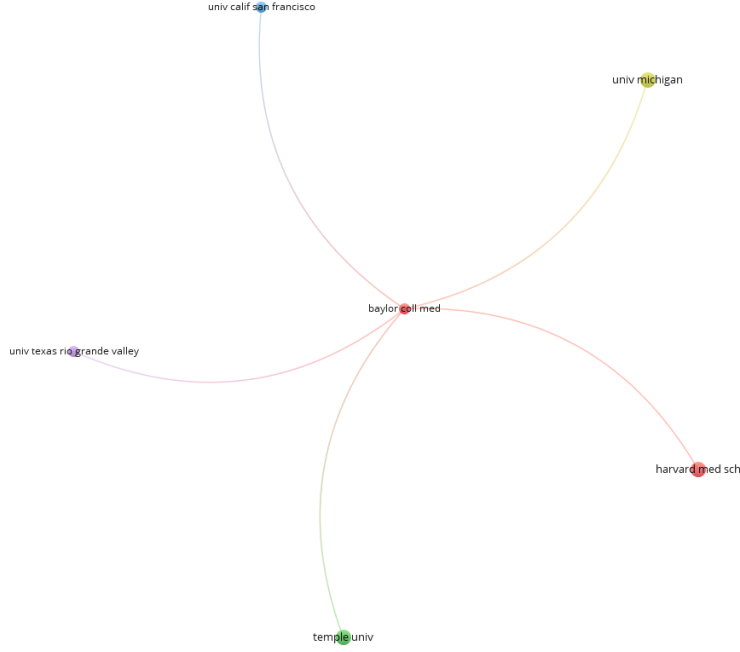 univ calif san francisco
univ michigan
baylor coll med
univ texas rio grande valley
harvard med sch
temple univ